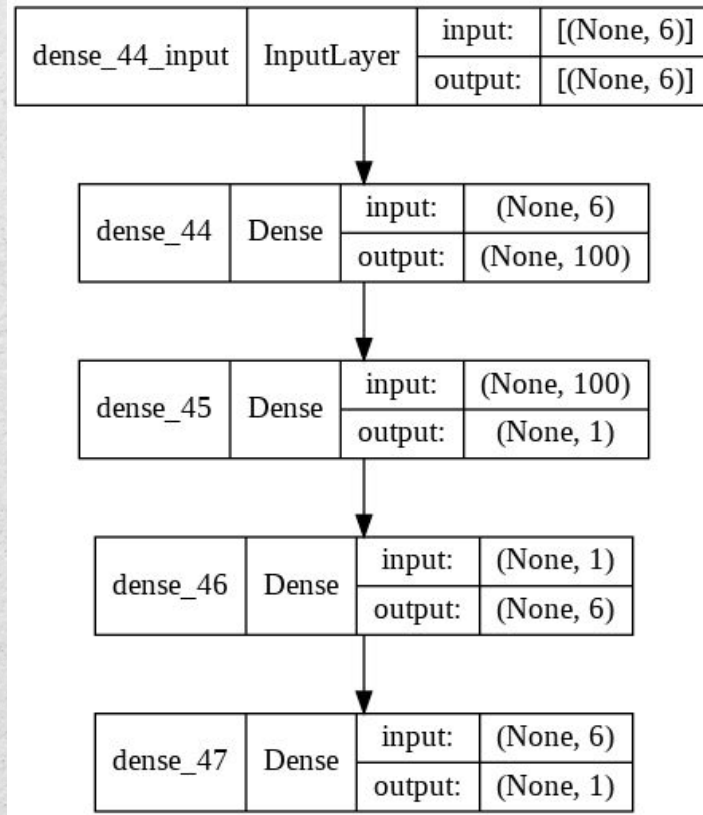 dense_44_input InputLayer input: [(None, 6)]
output: [(None, 6)]
dense_44 Dense input: (None, 6)
output: (None, 100)
dense_45 Dense input: (None, 100)
output: (None, 1)
dense_46 Dense input: (None, 1)
output: (None, 6)
dense_47 Dense input: (None, 6)
output: (None, 1)